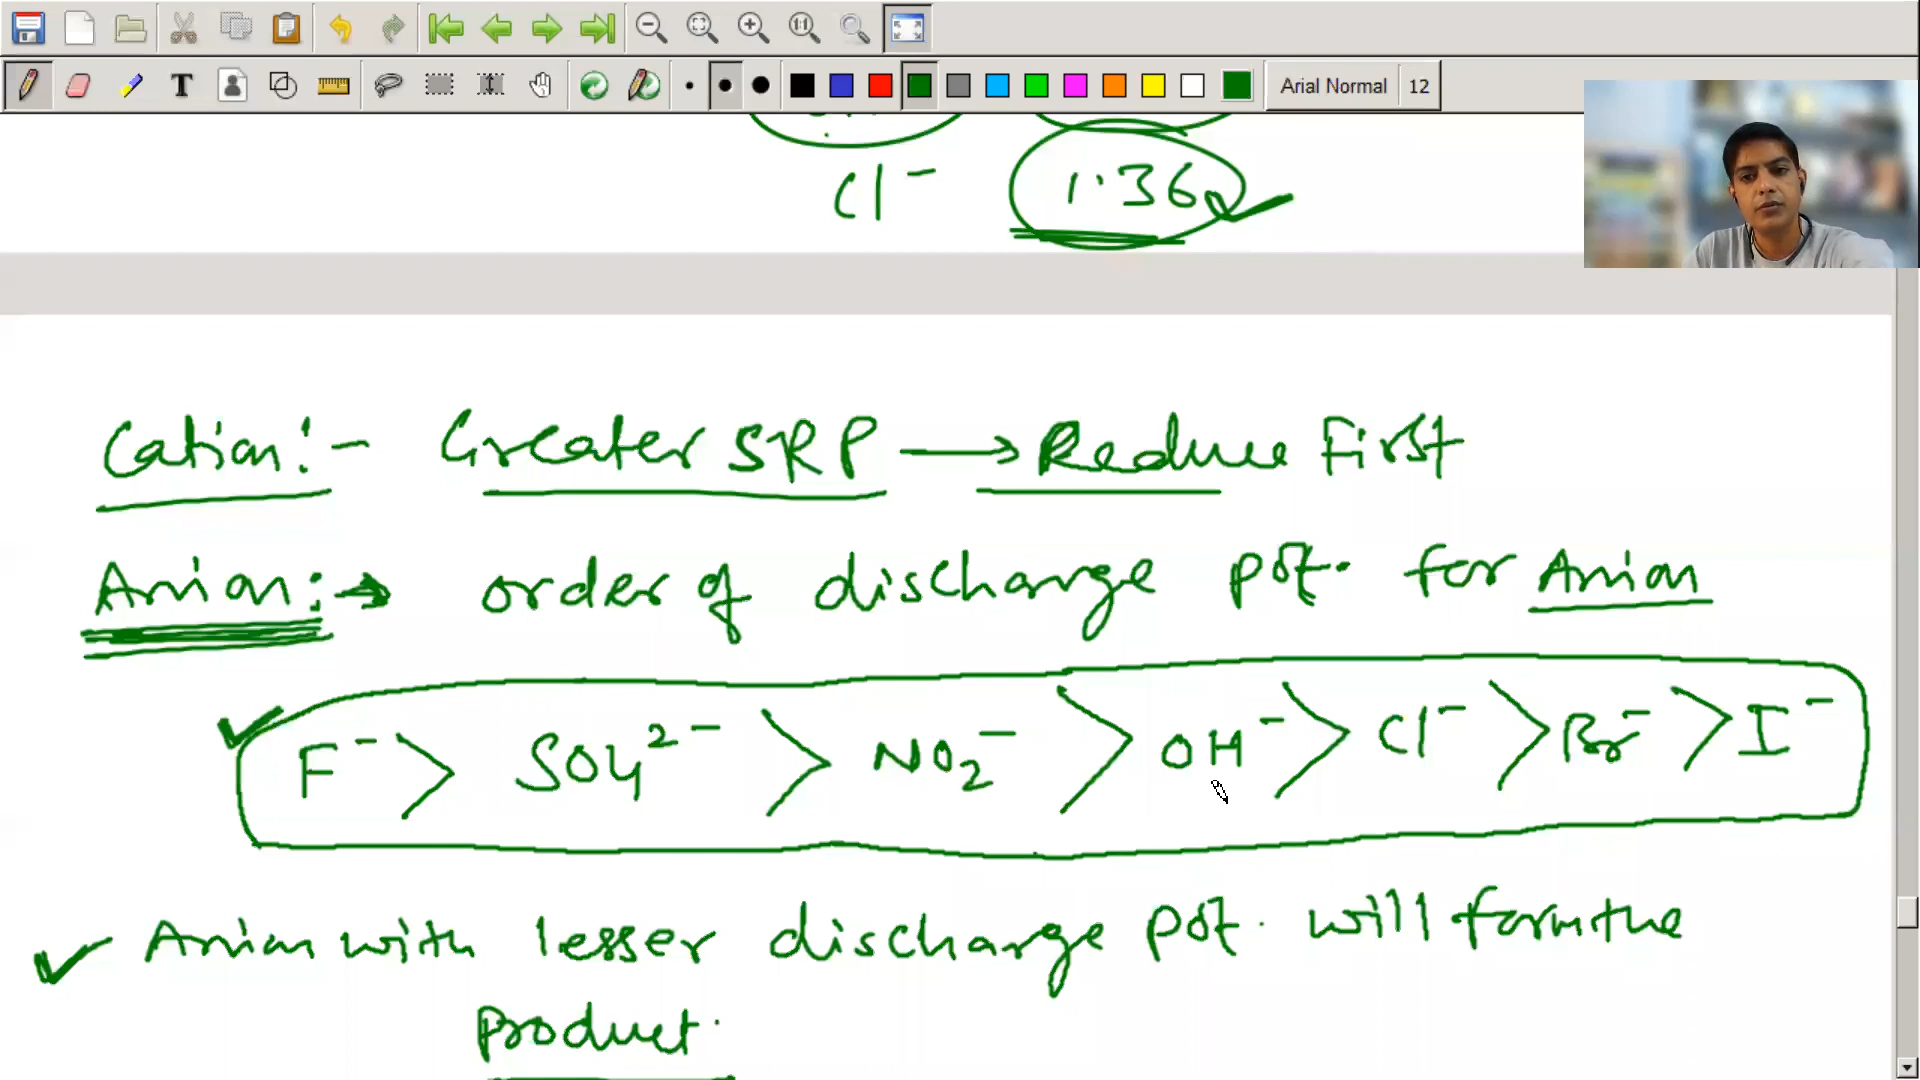 T Arial Normal 12
Cl⁻ 1.36
Cation:- Greater SRP → Reduce First
Anion:→ order of discharge pot. for Anion
F⁻ > SO4²⁻ > NO2⁻ > OH⁻ > Cl⁻ > Br⁻ > I⁻
Anion with lesser discharge pot. will form the
Product.